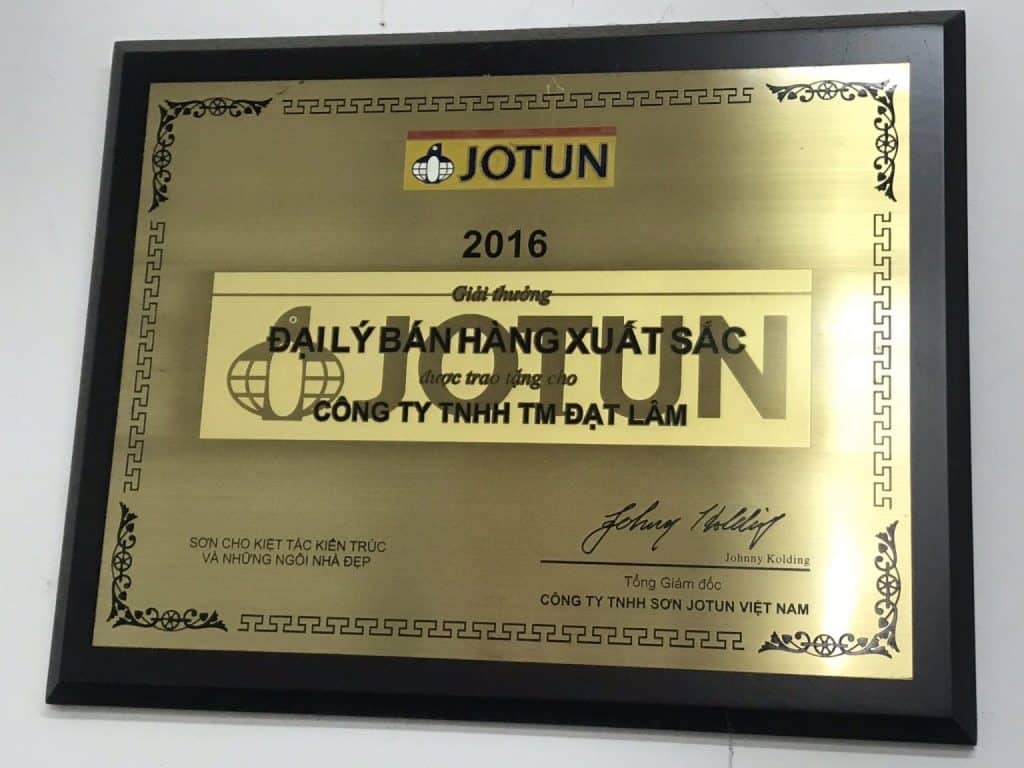 JOTUN
2016
Giải thưởng
ĐẠI LÝ BÁN HÀNG XUẤT SẮC
JOTUN
được trao tặng cho
CÔNG TY TNHH TM ĐẠT LÂM
SƠN CHO KIỆT TÁC KIẾN TRÚC
VÀ NHỮNG NGÔI NHÀ ĐẸP
Johnny Kolding
Johnny Kolding
Tổng Giám đốc
CÔNG TY TNHH SƠN JOTUN VIỆT NAM